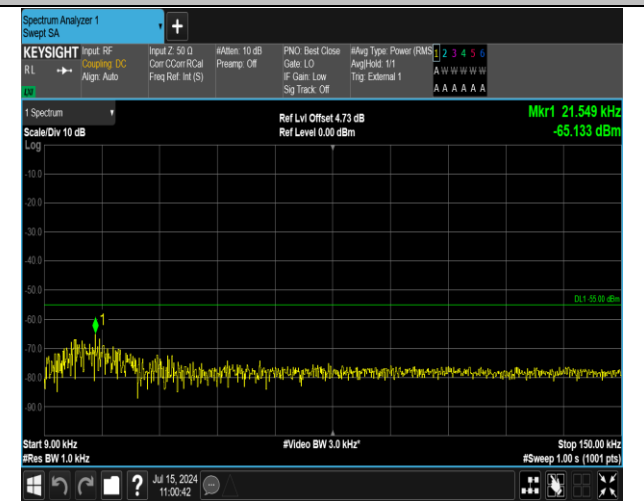 Spectrum Analyzer 1
Swept SA
+
KEYSIGHT
RL
Input: RF
Coupling: DC
Align: Auto
Input Z: 50 Ω
Corr CCorr RCal
Freq Ref: Int (S)
#Atten: 10 dB
Preamp: Off
PNO: Best Close
Gate: LO
IF Gain: Low
Sig Track: Off
#Avg Type: Power (RMS
Avg|Hold: 1/1
Trig: External 1
1 2 3 4 5 6
A W W W W W
A A A A A A
1 Spectrum
Scale/Div 10 dB
Log
Ref Lvl Offset 4.73 dB
Ref Level 0.00 dBm
Mkr1 21.549 kHz
-65.133 dBm
-10.0
-20.0
-30.0
-40.0
-50.0
DL1 -55.00 dBm
-60.0
1
-70.0
-80.0
-90.0
Start 9.00 kHz
#Res BW 1.0 kHz
#Video BW 3.0 kHz*
Stop 150.00 kHz
#Sweep 1.00 s (1001 pts)
?
Jul 15, 2024
11:00:42